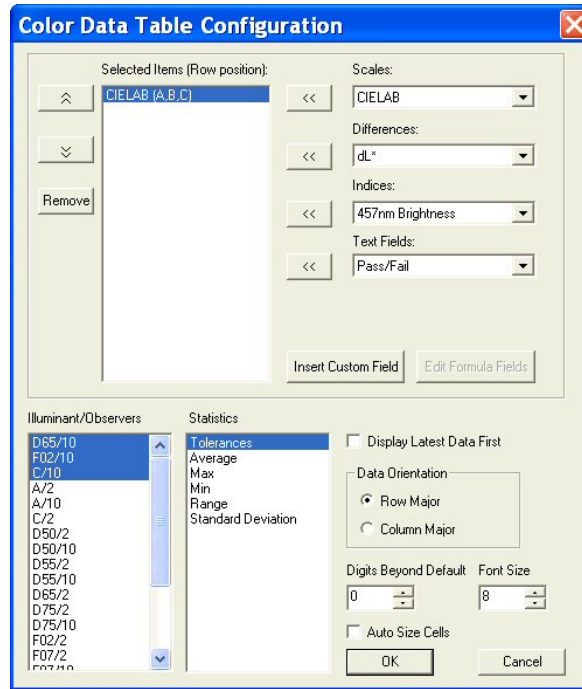 Color Data Table Configuration
Selected Items (Row position):
CIELAB (A,B,C)
Remove
Scales:
<<
CIELAB
Differences:
<<
dL*
Indices:
<<
457nm Brightness
Text Fields:
<<
Pass/Fail
Insert Custom Field
Edit Formula Fields
Illuminant/Observers
D65/10
F02/10
C/10
A/2
A/10
C/2
D50/2
D50/10
D55/2
D55/10
D65/2
D75/2
D75/10
F02/2
F07/2
F07/10
Statistics
Tolerances
Average
Max
Min
Range
Standard Deviation
Display Latest Data First
Data Orientation
Row Major
Column Major
Digits Beyond Default
Font Size
0
8
Auto Size Cells
OK
Cancel